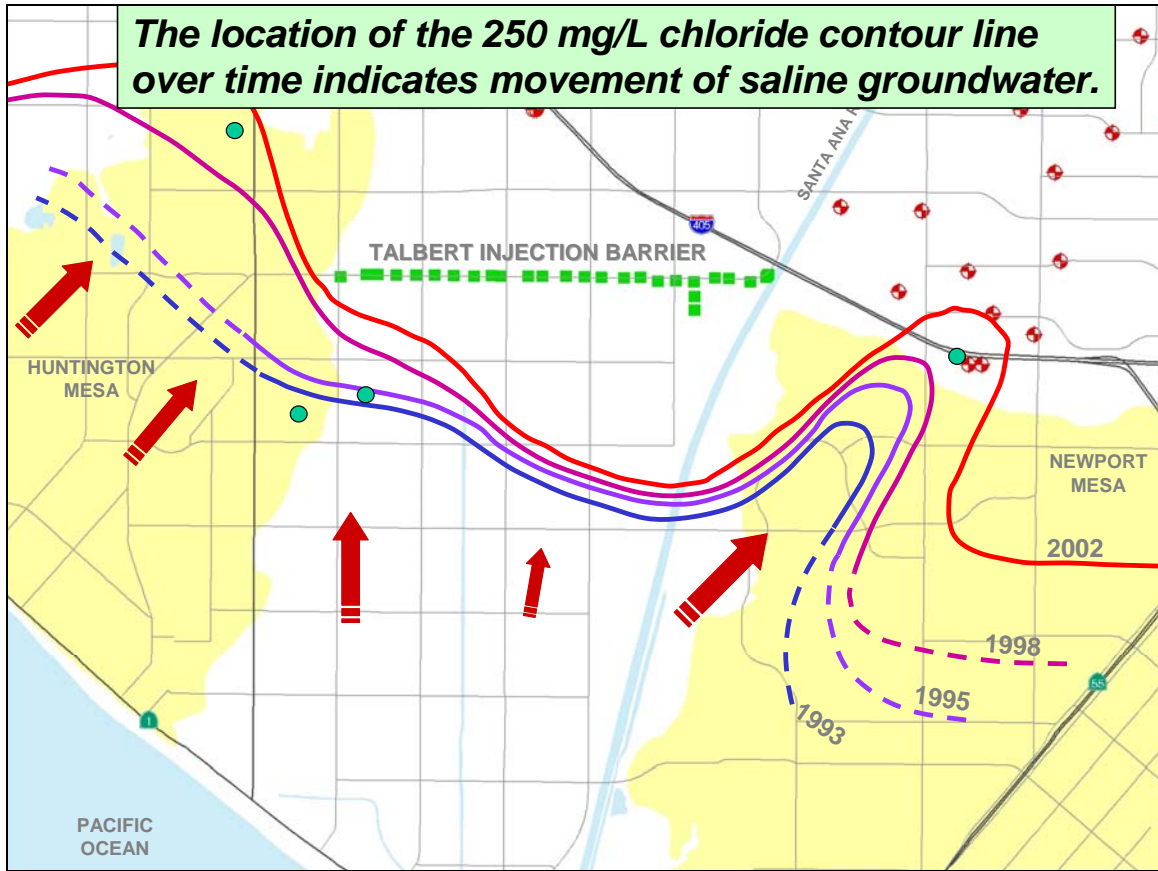 The location of the 250 mg/L chloride contour line
over time indicates movement of saline groundwater.
SANTA ANA
405
TALBERT INJECTION BARRIER
HUNTINGTON
MESA
NEWPORT
MESA
2002
1998
1995
1993
55
1
PACIFIC
OCEAN